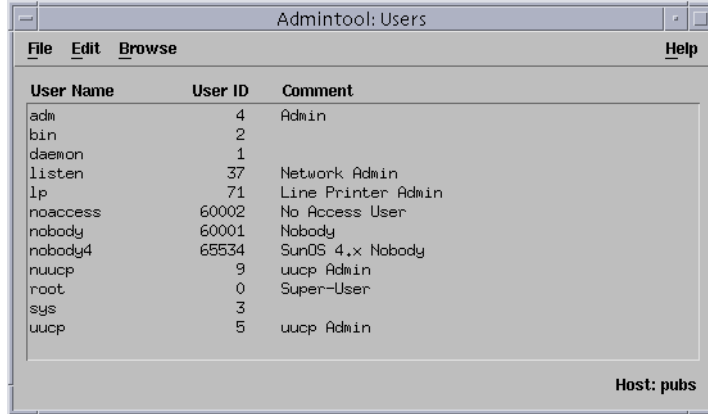 Admintool: Users
File Edit Browse Help
User Name User ID Comment
adm 4 Admin
bin 2
daemon 1
listen 37 Network Admin
lp 71 Line Printer Admin
noaccess 60002 No Access User
nobody 60001 Nobody
nobody4 65534 SunOS 4.x Nobody
nuucp 9 uucp Admin
root 0 Super-User
sys 3
uucp 5 uucp Admin
Host: pubs